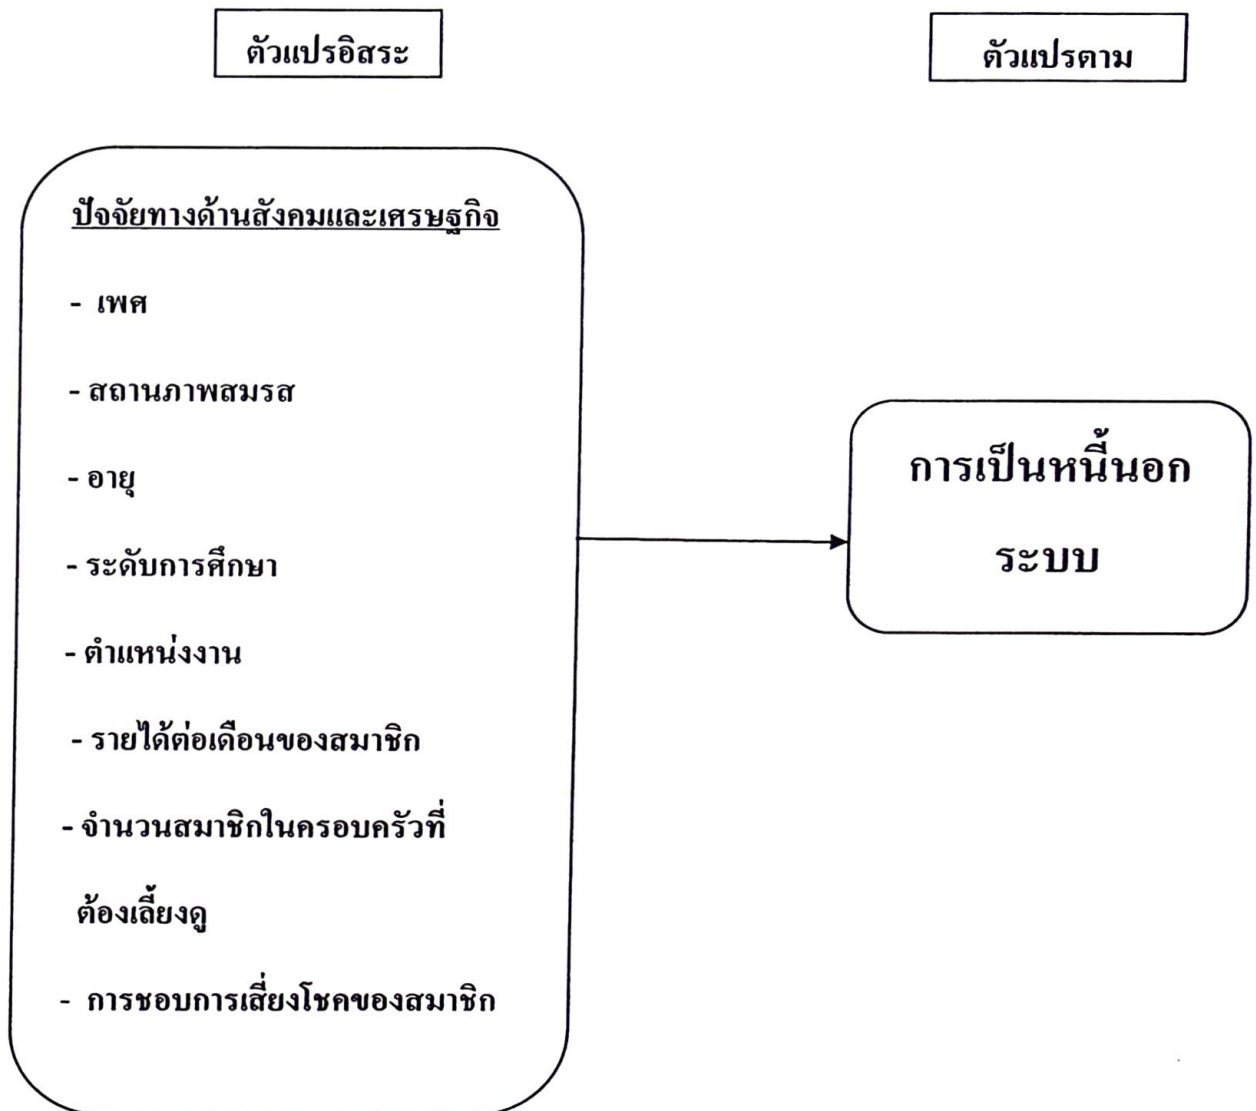 ตัวแปรอิสระ
ตัวแปรตาม
ปัจจัยทางด้านสังคมและเศรษฐกิจ
- เพศ
- สถานภาพสมรส
- อายุ
- ระดับการศึกษา
- ตำแหน่งงาน
- รายได้ต่อเดือนของสมาชิก
- จำนวนสมาชิกในครอบครัวที่
ต้องเลี้ยงดู
- การชอบการเสี่ยงโชคของสมาชิก
การเป็นหนี้นอก
ระบบ